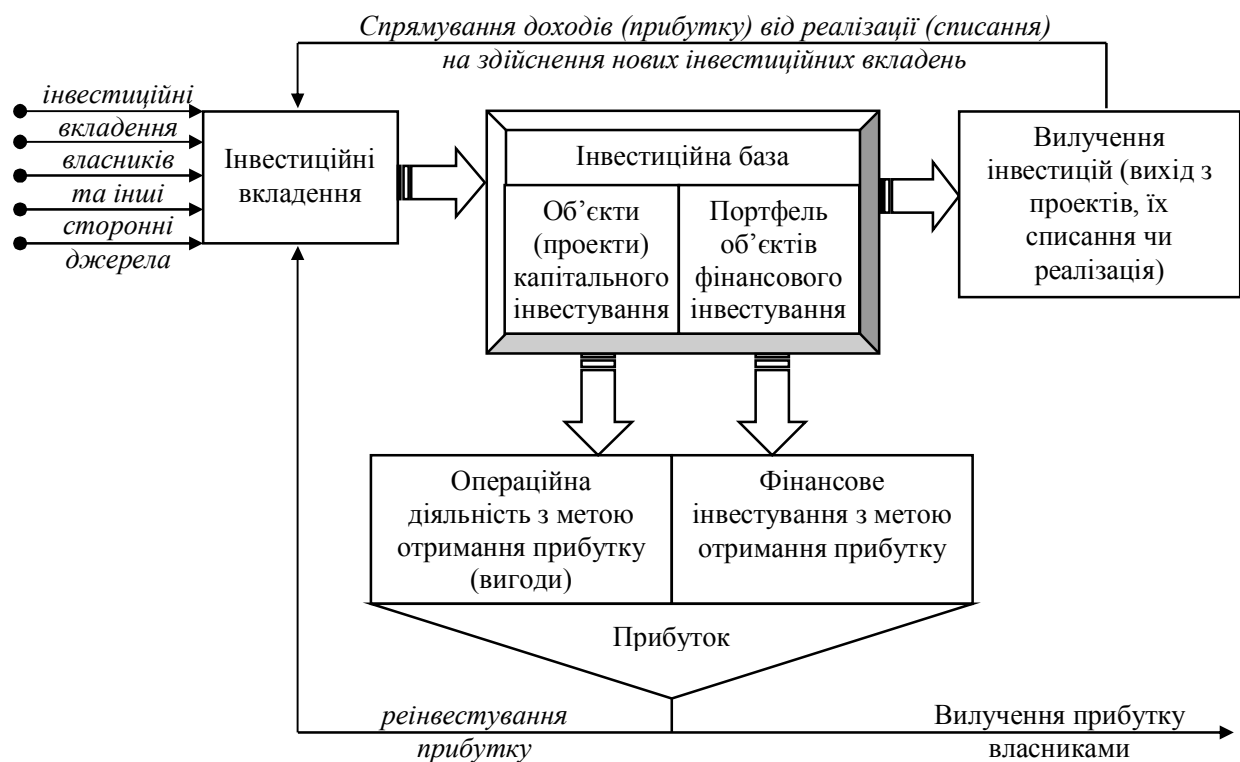 Спрямування доходів (прибутку) від реалізації (списання)
на здійснення нових інвестиційних вкладень
інвестиційні
вкладення
власників
та інші
сторонні
джерела
Інвестиційні
вкладення
Інвестиційна база
Об’єкти
(проекти)
капітального
інвестування
Портфель
об’єктів
фінансового
інвестування
Вилучення
інвестицій (вихід з
проектів, їх
списання чи
реалізація)
Операційна
діяльність з метою
отримання прибутку
(вигоди)
Фінансове
інвестування з метою
отримання прибутку
Прибуток
реінвестування
прибутку
Вилучення прибутку
власниками